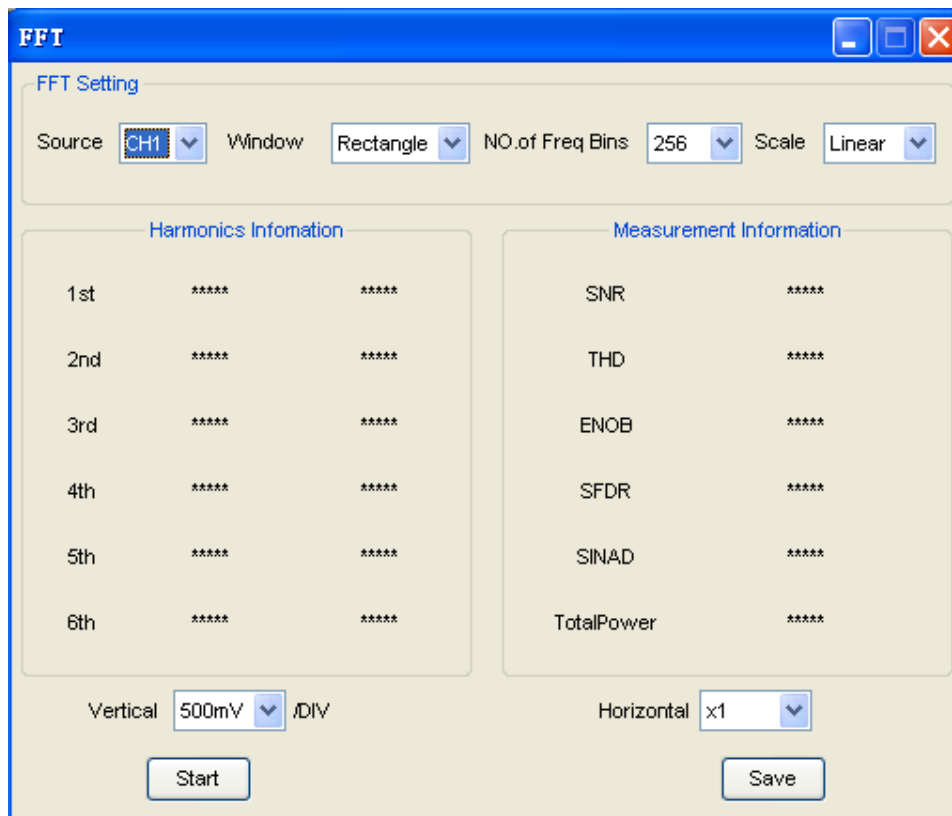 FFT
FFT Setting
Source CH1 Window Rectangle NO.of Freq Bins 256 Scale Linear
Harmonics Infomation
1st ***** *****
2nd ***** *****
3rd ***** *****
4th ***** *****
5th ***** *****
6th ***** *****
Measurement Information
SNR *****
THD *****
ENOB *****
SFDR *****
SINAD *****
TotalPower *****
Vertical 500mV /DIV
Horizontal x1
Start
Save